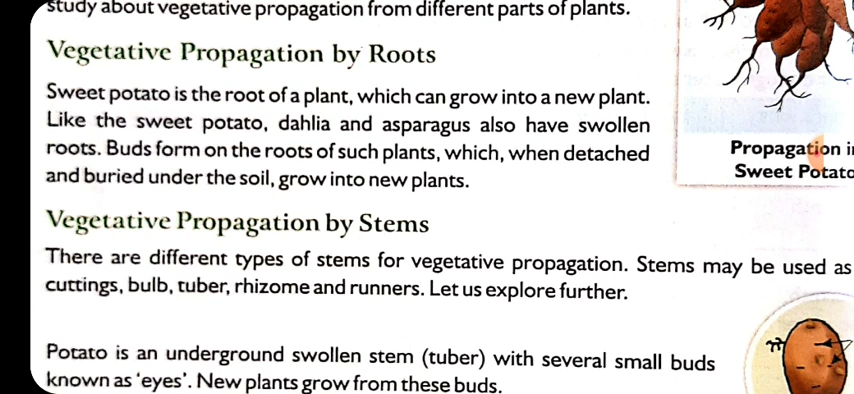 study about vegetative propagation from different parts of plants.
Vegetative Propagation by Roots
Sweet potato is the root of a plant, which can grow into a new plant.
Like the sweet potato, dahlia and asparagus also have swollen
roots. Buds form on the roots of such plants, which, when detached
and buried under the soil, grow into new plants.
Propagation i
Sweet Potato
Vegetative Propagation by Stems
There are different types of stems for vegetative propagation. Stems may be used as
cuttings, bulb, tuber, rhizome and runners. Let us explore further.
Potato is an underground swollen stem (tuber) with several small buds
known as 'eyes'. New plants grow from these buds.